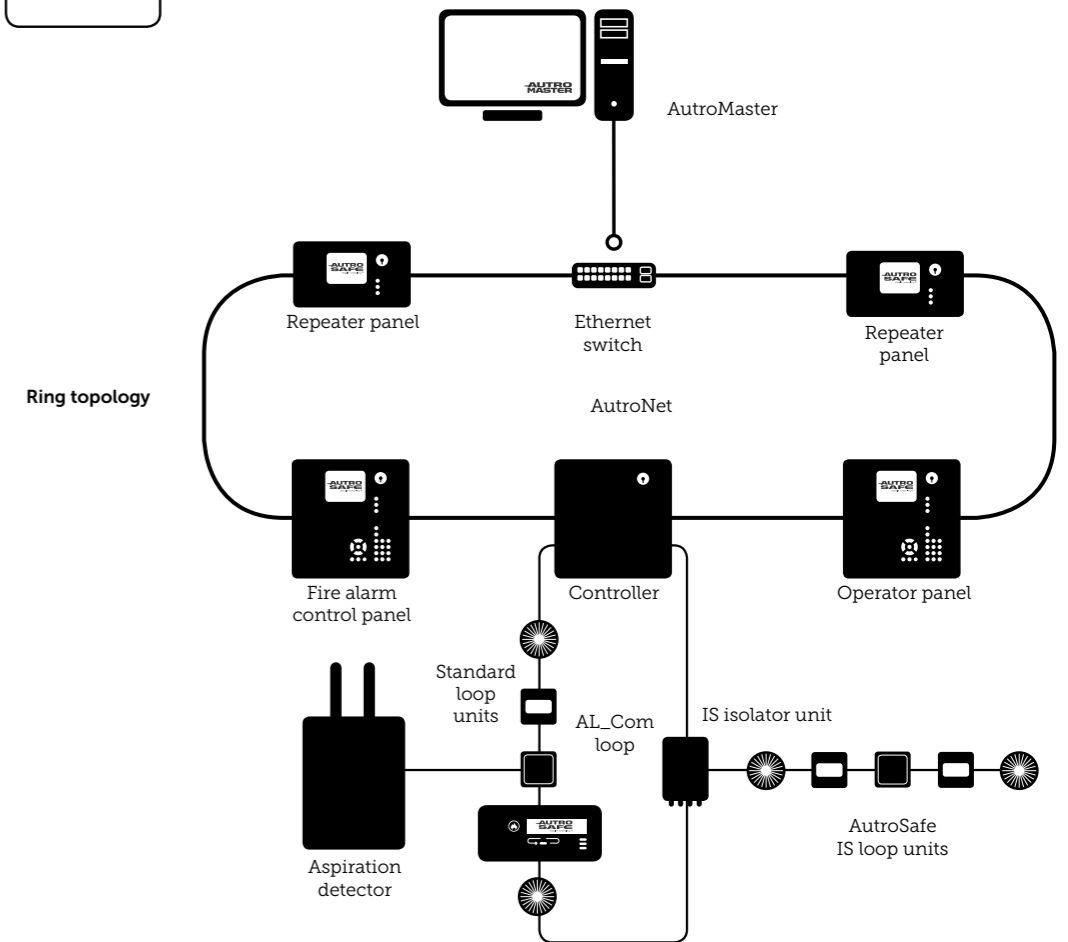 AUTRO
MASTER
AutroMaster
AUTRO
SAFE
AUTRO
SAFE
Repeater panel
Ethernet
switch
Repeater
panel
Ring topology
AutroNet
AUTRO
SAFE
AUTRO
SAFE
Fire alarm
control panel
Controller
Operator panel
Standard
loop
units
AL_Com
loop
IS isolator unit
AUTRO
SAFE
AutroSafe
IS loop units
Aspiration
detector